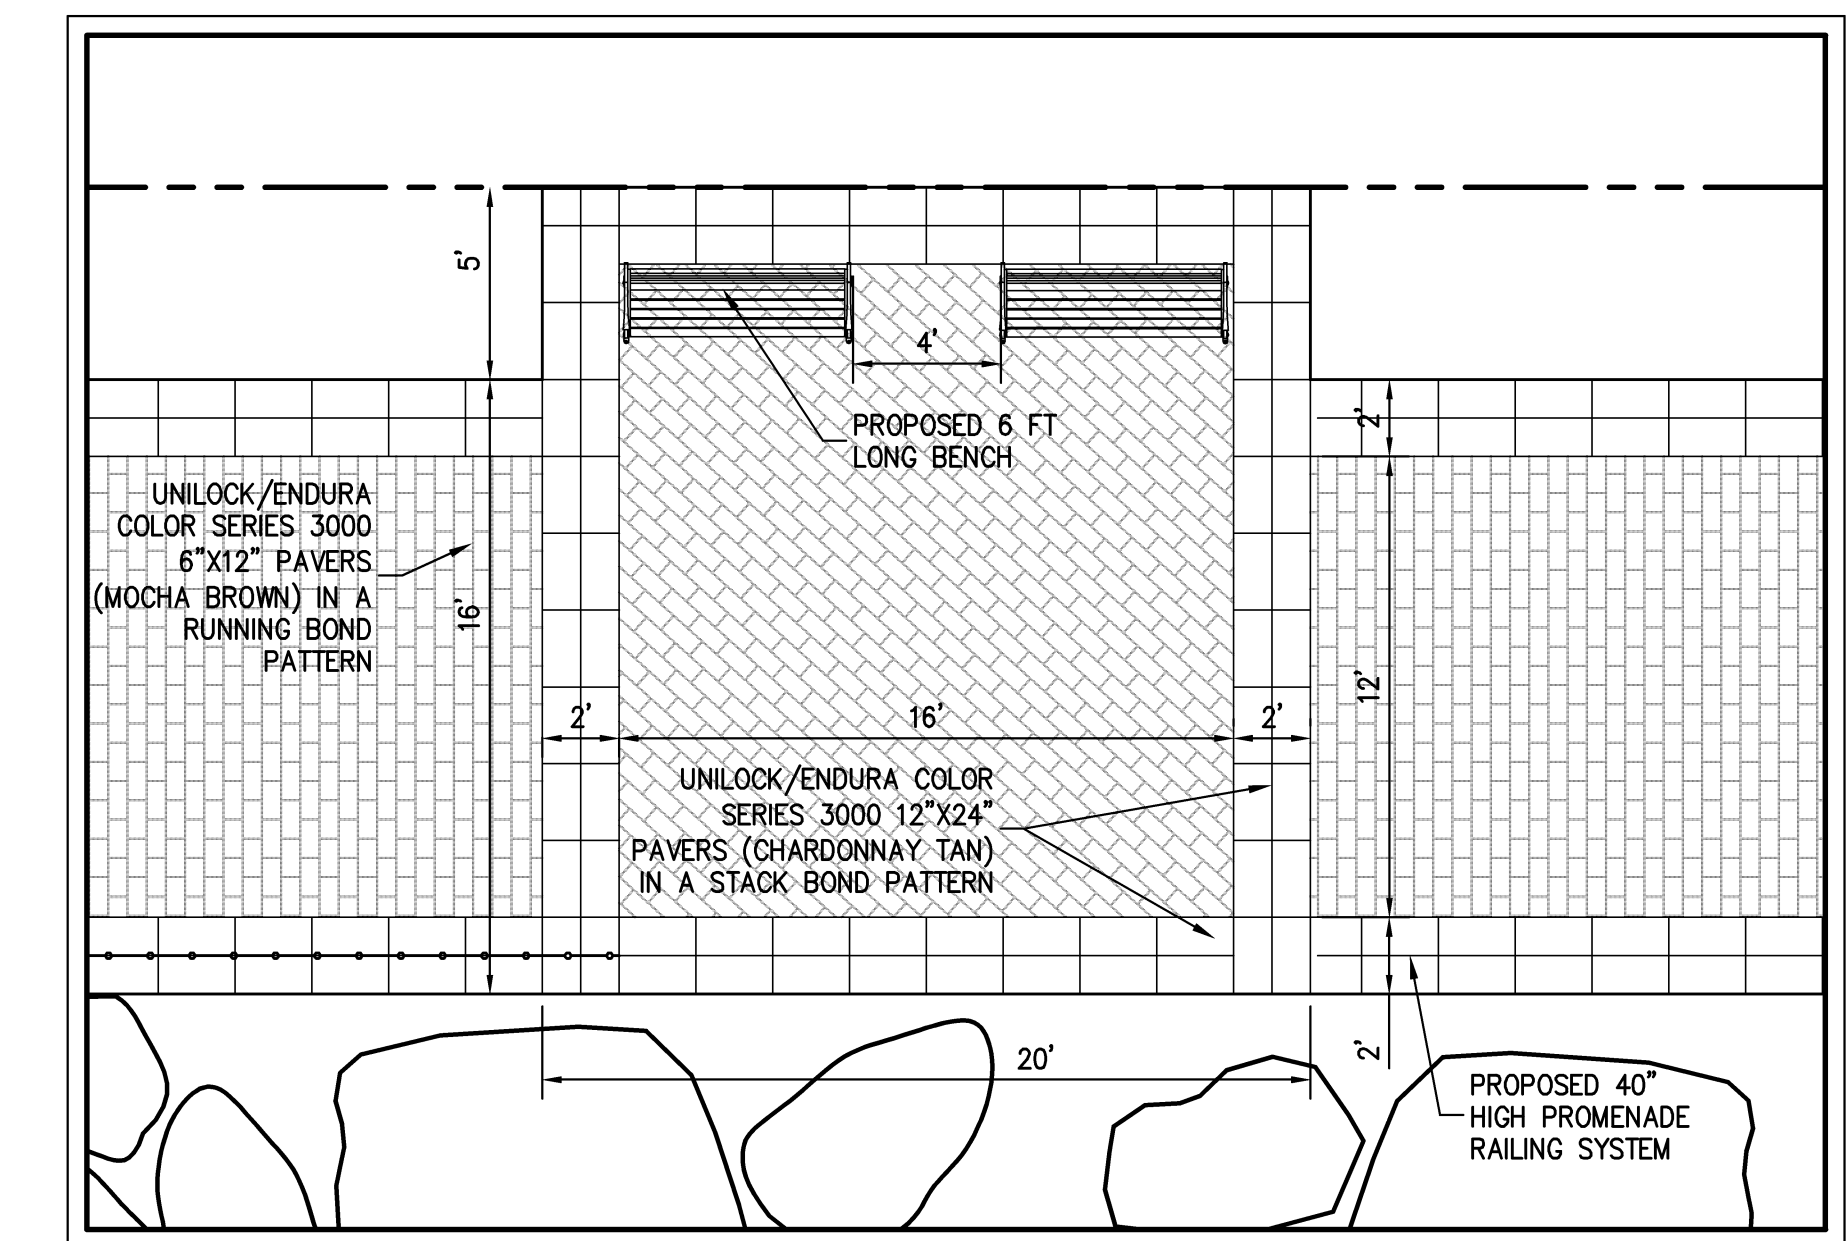 5'
4'
PROPOSED 6 FT
LONG BENCH
2'
UNILOCK/ENDURA
COLOR SERIES 3000
6"X12" PAVERS
(MOCHA BROWN) IN A
RUNNING BOND
PATTERN
16'
12'
2'
16'
2'
UNILOCK/ENDURA COLOR
SERIES 3000 12"X24"
PAVERS (CHARDONNAY TAN)
IN A STACK BOND PATTERN
20'
2'
PROPOSED 40"
HIGH PROMENADE
RAILING SYSTEM